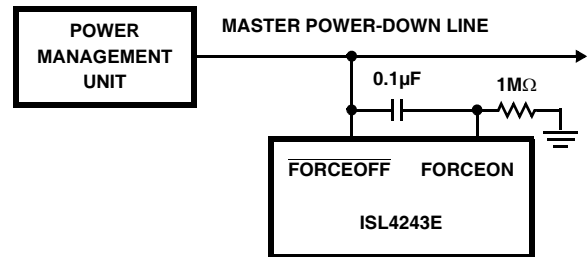 POWER
MANAGEMENT
UNIT
MASTER POWER-DOWN LINE
0.1µF
1MΩ
FORCEOFF FORCEON
ISL4243E